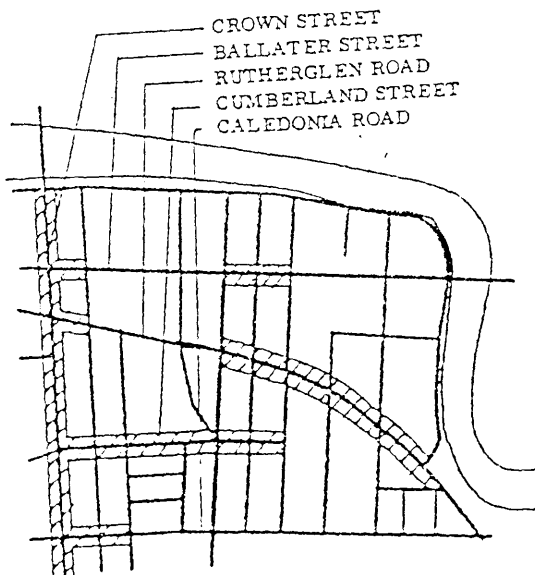 CROWN STREET
BALLATER STREET
RUTHERGLEN ROAD
CUMBERLAND STREET
CALEDONIA ROAD